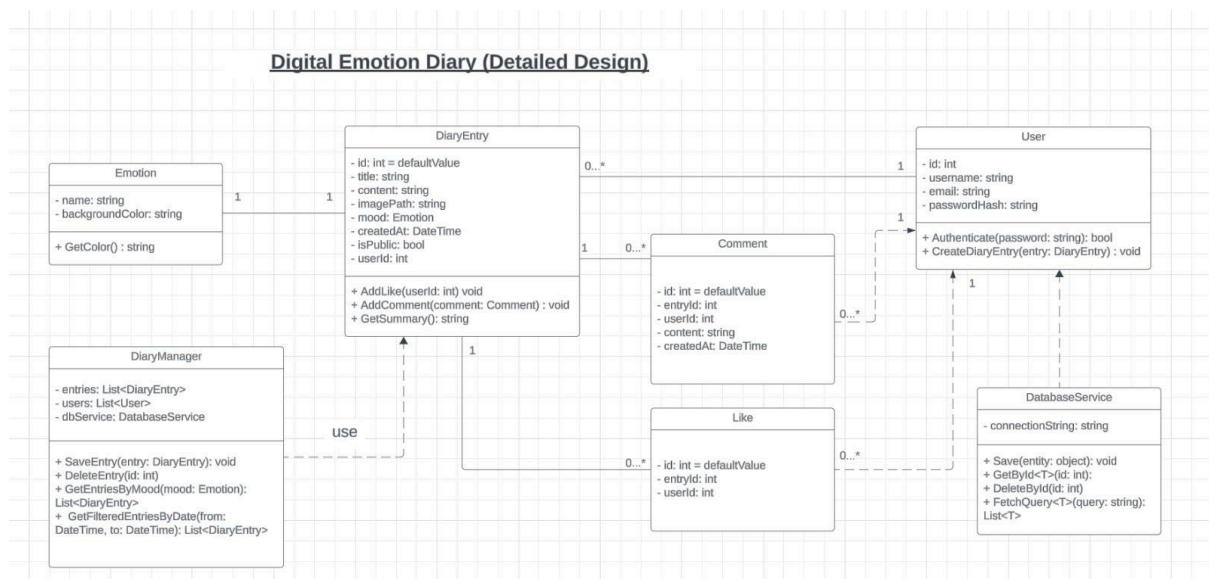 Digital Emotion Diary (Detailed Design)
Emotion
- name: string
- backgroundColor: string
+ GetColor() : string
1
1
DiaryEntry
- id: int = defaultValue
- title: string
- content: string
- imagePath: string
- mood: Emotion
- createdAt: DateTime
- isPublic: bool
- userId: int
+ AddLike(userId: int) void
+ AddComment(comment: Comment) : void
+ GetSummary(): string
0...*
1
User
- id: int
- username: string
- email: string
- passwordHash: string
+ Authenticate(password: string): bool
+ CreateDiaryEntry(entry: DiaryEntry) : void
1
0...*
Comment
- id: int = defaultValue
- entryId: int
- userId: int
- content: string
- createdAt: DateTime
1
0...*
1
DiaryManager
- entries: List<DiaryEntry>
- users: List<User>
- dbService: DatabaseService
+ SaveEntry(entry: DiaryEntry): void
+ DeleteEntry(id: int)
+ GetEntriesByMood(mood: Emotion):
List<DiaryEntry>
+ GetFilteredEntriesByDate(from:
DateTime, to: DateTime): List<DiaryEntry>
use
1
0...*
Like
- id: int = defaultValue
- entryId: int
- userId: int
0...*
DatabaseService
- connectionString: string
+ Save(entity: object): void
+ GetById<T>(id: int):
+ DeleteById(id: int)
+ FetchQuery<T>(query: string):
List<T>